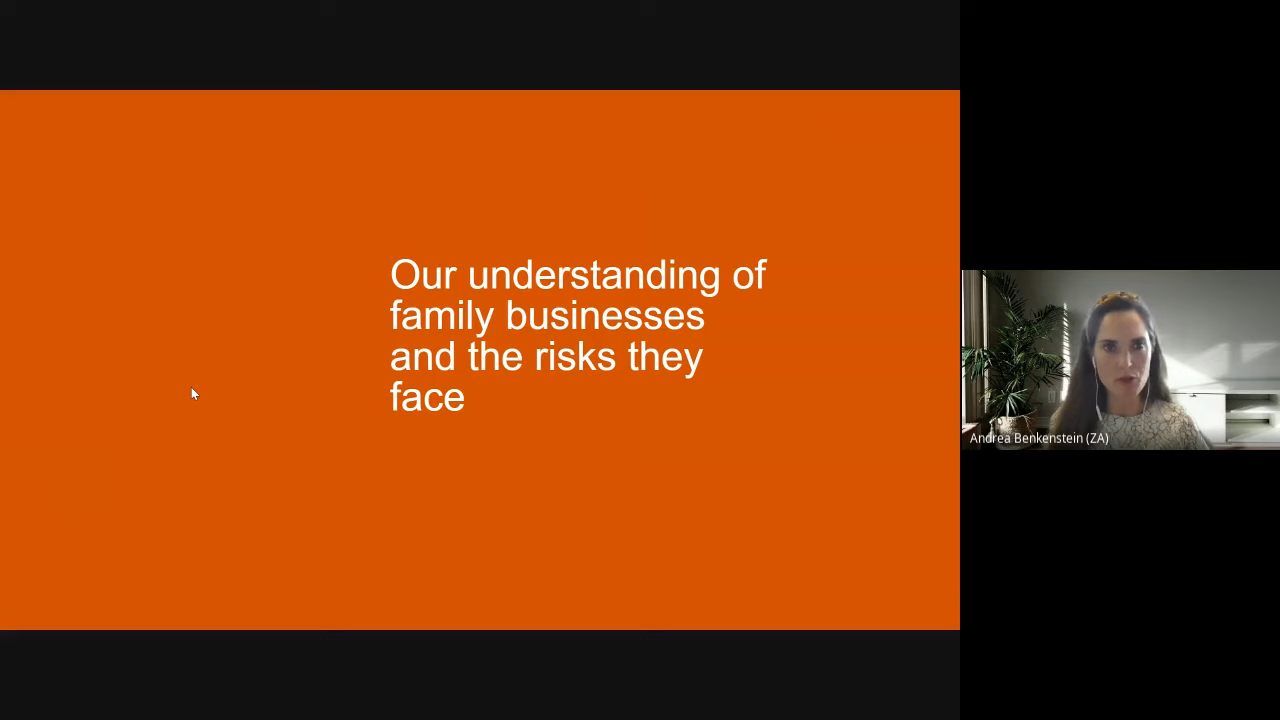 Our understanding of
family businesses
and the risks they
face
Andrea Benkenstein (ZA)